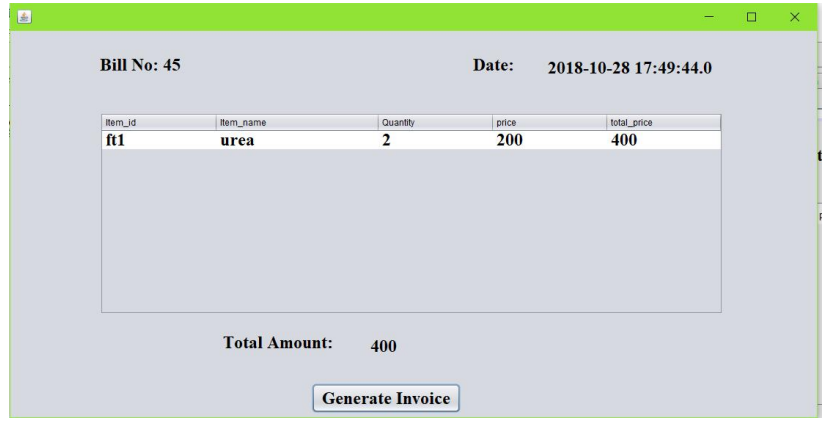 Bill No: 45 Date: 2018-10-28 17:49:44.0
Item_id Item_name Quantity price total_price
ft1 urea 2 200 400
Total Amount: 400
Generate Invoice